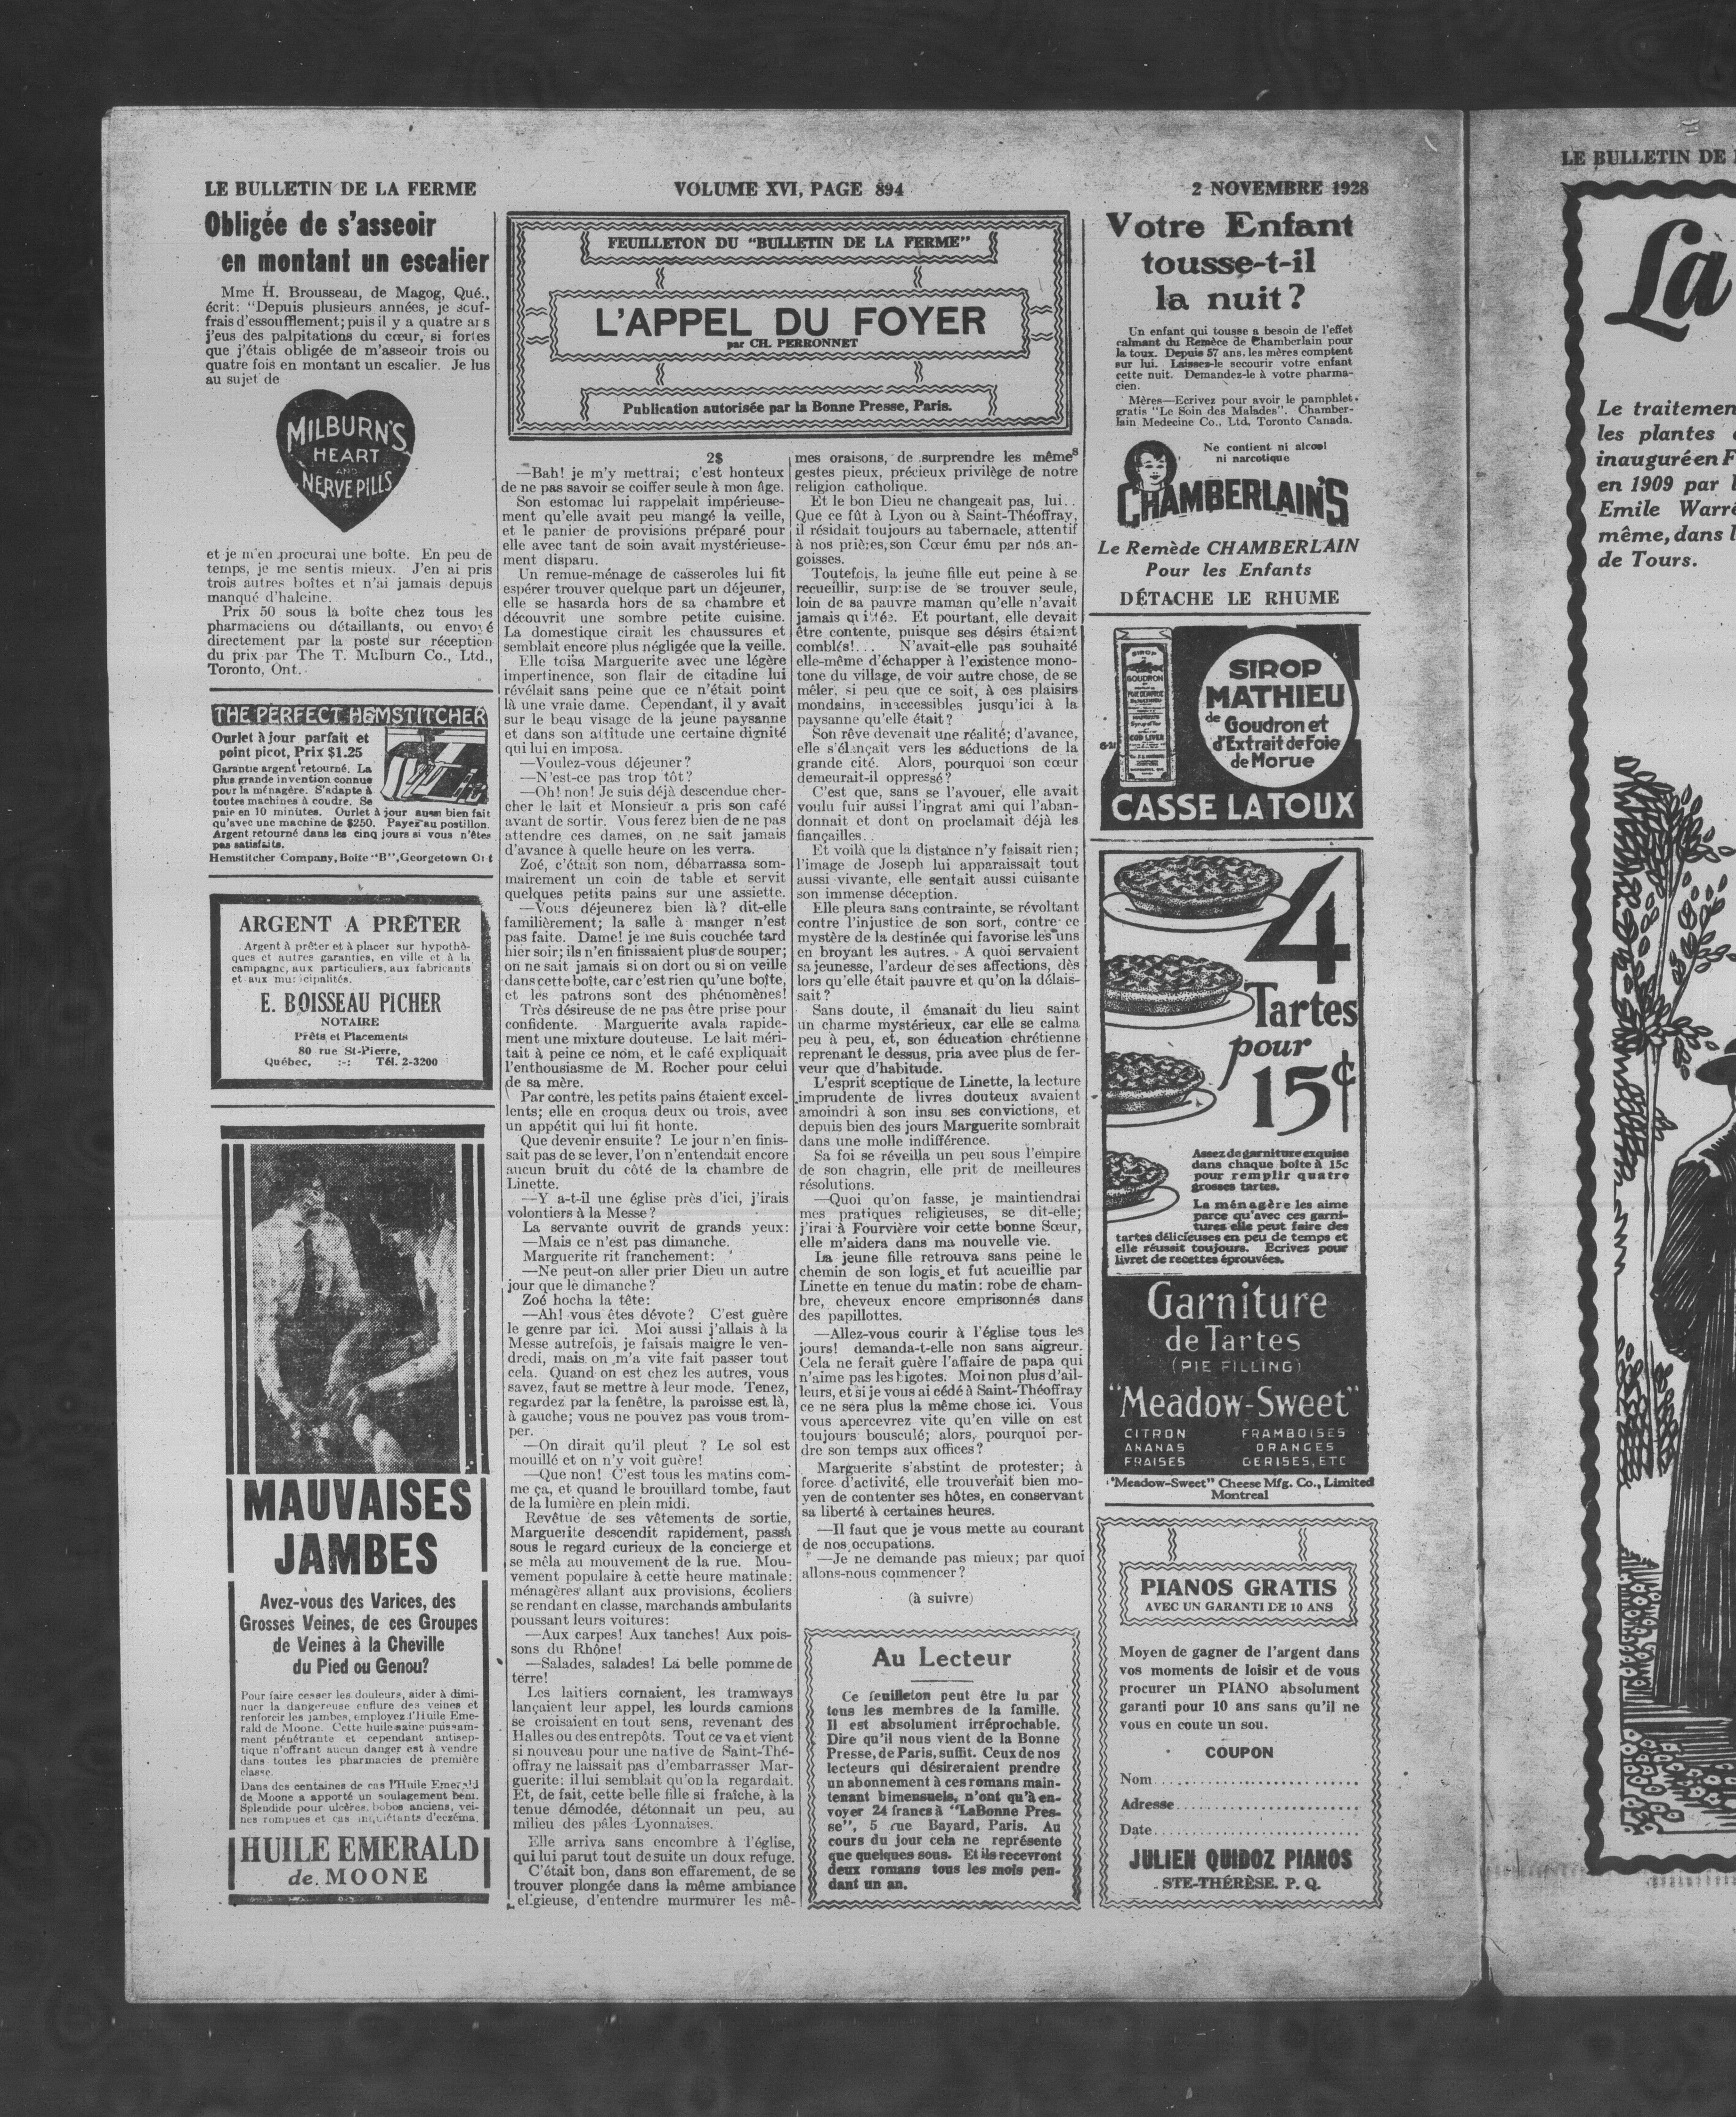 LE BULLETIN DE LA FERME
VOLUME XVI, PAGE 894
2 NOVEMBRE 1928
Obligée de s'asseoir
en montant un escalier
Mme H. Brousseau, de Magog, Qué.,
écrit: "Depuis plusieurs années, je souf-
frais d'essoufflement; puis il y a quatre ars
j'eus des palpitations du cœur, si fortes
que j'étais obligée de m'asseoir trois ou
quatre fois en montant un escalier. Je lus
au sujet de
MILBURN'S
HEART
AND
NERVE PILLS
et je m'en procurai une boîte. En peu de
temps, je me sentis mieux. J'en ai pris
trois autres boîtes et n'ai jamais depuis
manqué d'haleine.
Prix 50 sous la boîte chez tous les
pharmaciens ou détaillants, ou envoyé
directement par la poste sur réception
du prix par The T. Mulburn Co., Ltd.,
Toronto, Ont.
THE PERFECT HEMSTITCHER
Ourlet à jour parfait et
point picot, Prix $1.25
Garantie argent retourné. La
plus grande invention connue
pour la ménagère. S'adapte à
toutes machines à coudre. Se
paie en 10 minutes. Ourlet à jour aussi bien fait
qu'avec une machine de $250. Payez au postillon.
Argent retourné dans les cinq jours si vous n'êtes
pas satisfaits.
Hemstitcher Company, Boîte "B", Georgetown Ont
ARGENT A PRÊTER
Argent à prêter et à placer sur hypothè-
ques et autres garanties, en ville et à la
campagne, aux particuliers, aux fabricants
et aux municipalités.
E. BOISSEAU PICHER
NOTAIRE
Prêts et Placements
80 rue St-Pierre,
Québec, :-: Tél. 2-3200
MAUVAISES
JAMBES
Avez-vous des Varices, des
Grosses Veines, de ces Groupes
de Veines à la Cheville
du Pied ou Genou?
Pour faire cesser les douleurs, aider à dimi-
nuer la dangereuse enflure des veines et
renforcir les jambes, employez l'Huile Eme-
rald de Moone. Cette huile saine puissam-
ment pénétrante et cependant antisep-
tique n'offrant aucun danger est à vendre
dans toutes les pharmacies de première
classe.
Dans des centaines de cas l'Huile Emerald
de Moone a apporté un soulagement béni.
Splendide pour ulcères, bobos anciens, vei-
nes rompues et cas inquiétants d'eczéma.
HUILE EMERALD
de MOONE
FEUILLETON DU "BULLETIN DE LA FERME"
L'APPEL DU FOYER
par CH. PERRONNET
Publication autorisée par la Bonne Presse, Paris.
2$
—Bah! je m'y mettrai; c'est honteux
de ne pas savoir se coiffer seule à mon âge.
Son estomac lui rappelait impérieuse-
ment qu'elle avait peu mangé la veille,
et le panier de provisions préparé pour
elle avec tant de soin avait mystérieuse-
ment disparu.
Un remue-ménage de casseroles lui fit
espérer trouver quelque part un déjeuner,
elle se hasarda hors de sa chambre et
découvrit une sombre petite cuisine.
La domestique cirait les chaussures et
semblait encore plus négligée que la veille.
Elle toisa Marguerite avec une légère
impertinence, son flair de citadine lui
révélait sans peine que ce n'était point
là une vraie dame. Cependant, il y avait
sur le beau visage de la jeune paysanne
et dans son attitude une certaine dignité
qui lui en imposa.
—Voulez-vous déjeuner?
—N'est-ce pas trop tôt?
—Oh! non! Je suis déjà descendue cher-
cher le lait et Monsieur a pris son café
avant de sortir. Vous ferez bien de ne pas
attendre ces dames, on ne sait jamais
d'avance à quelle heure on les verra.
Zoé, c'était son nom, débarrassa som-
mairement un coin de table et servit
quelques petits pains sur une assiette.
—Vous déjeunerez bien là? dit-elle
familièrement; la salle à manger n'est
pas faite. Dame! je me suis couchée tard
hier soir; ils n'en finissaient plus de souper;
on ne sait jamais si on dort ou si on veille
dans cette boîte, car c'est rien qu'une boîte,
et les patrons sont des phénomènes!
Très désireuse de ne pas être prise pour
confidente. Marguerite avala rapide-
ment une mixture douteuse. Le lait méri-
tait à peine ce nom, et le café expliquait
l'enthousiasme de M. Rocher pour celui
de sa mère.
Par contre, les petits pains étaient excel-
lents; elle en croqua deux ou trois, avec
un appétit qui lui fit honte.
Que devenir ensuite? Le jour n'en finis-
sait pas de se lever, l'on n'entendait encore
aucun bruit du côté de la chambre de
Linette.
—Y a-t-il une église près d'ici, j'irais
volontiers à la Messe?
La servante ouvrit de grands yeux:
—Mais ce n'est pas dimanche.
Marguerite rit franchement:
—Ne peut-on aller prier Dieu un autre
jour que le dimanche?
Zoé hocha la tête:
—Ah! vous êtes dévote? C'est guère
le genre par ici. Moi aussi j'allais à la
Messe autrefois, je faisais maigre le ven-
dredi, mais on m'a vite fait passer tout
cela. Quand on est chez les autres, vous
savez, faut se mettre à leur mode. Tenez,
regardez par la fenêtre, la paroisse est là,
à gauche; vous ne pouvez pas vous trom-
per.
—On dirait qu'il pleut ? Le sol est
mouillé et on n'y voit guère!
—Que non! C'est tous les matins com-
me ça, et quand le brouillard tombe, faut
de la lumière en plein midi.
Revêtue de ses vêtements de sortie,
Marguerite descendit rapidement, passa
sous le regard curieux de la concierge et
se mêla au mouvement de la rue. Mou-
vement populaire à cette heure matinale:
ménagères allant aux provisions, écoliers
se rendant en classe, marchands ambulants
poussant leurs voitures:
—Aux carpes! Aux tanches! Aux pois-
sons du Rhône!
—Salades, salades! La belle pomme de
terre!
Les laitiers cornaient, les tramways
lançaient leur appel, les lourds camions
se croisaient en tout sens, revenant des
Halles ou des entrepôts. Tout ce va et vient
si nouveau pour une native de Saint-Thé-
offray ne laissait pas d'embarrasser Mar-
guerite: il lui semblait qu'on la regardait.
Et, de fait, cette belle fille si fraîche, à la
tenue démodée, détonnait un peu, au
milieu des pâles Lyonnaises.
Elle arriva sans encombre à l'église,
qui lui parut tout de suite un doux refuge.
C'était bon, dans son effarement, de se
trouver plongée dans la même ambiance
religieuse, d'entendre murmurer les mê-
mes oraisons, de surprendre les mêmes
gestes pieux, précieux privilège de notre
religion catholique.
Et le bon Dieu ne changeait pas, lui..
Que ce fût à Lyon ou à Saint-Théoffray,
il résidait toujours au tabernacle, attentif
à nos prières, son Cœur ému par nos an-
goisses.
Toutefois, la jeune fille eut peine à se
recueillir, surprise de se trouver seule,
loin de sa pauvre maman qu'elle n'avait
jamais quittée. Et pourtant, elle devait
être contente, puisque ses désirs étaient
comblés!... N'avait-elle pas souhaité
elle-même d'échapper à l'existence mono-
tone du village, de voir autre chose, de se
mêler, si peu que ce soit, à ces plaisirs
mondains, inaccessibles jusqu'ici à la
paysanne qu'elle était?
Son rêve devenait une réalité; d'avance,
elle s'élançait vers les séductions de la
grande cité. Alors, pourquoi son cœur
demeurait-il oppressé?
C'est que, sans se l'avouer, elle avait
voulu fuir aussi l'ingrat ami qui l'aban-
donnait et dont on proclamait déjà les
fiançailles..
Et voilà que la distance n'y faisait rien;
l'image de Joseph lui apparaissait tout
aussi vivante, elle sentait aussi cuisante
son immense déception.
Elle pleura sans contrainte, se révoltant
contre l'injustice de son sort, contre ce
mystère de la destinée qui favorise les uns
en broyant les autres. A quoi servaient
sa jeunesse, l'ardeur de ses affections, dès
lors qu'elle était pauvre et qu'on la délais-
sait?
Sans doute, il émanait du lieu saint
un charme mystérieux, car elle se calma
peu à peu, et, son éducation chrétienne
reprenant le dessus, pria avec plus de fer-
veur que d'habitude.
L'esprit sceptique de Linette, la lecture
imprudente de livres douteux avaient
amoindri à son insu ses convictions, et
depuis bien des jours Marguerite sombrait
dans une molle indifférence.
Sa foi se réveilla un peu sous l'empire
de son chagrin, elle prit de meilleures
résolutions.
—Quoi qu'on fasse, je maintiendrai
mes pratiques religieuses, se dit-elle;
j'irai à Fourvière voir cette bonne Sœur,
elle m'aidera dans ma nouvelle vie.
La jeune fille retrouva sans peine le
chemin de son logis et fut acueillie par
Linette en tenue du matin: robe de cham-
bre, cheveux encore emprisonnés dans
des papillottes.
—Allez-vous courir à l'église tous les
jours! demanda-t-elle non sans aigreur.
Cela ne ferait guère l'affaire de papa qui
n'aime pas les bigotes. Moi non plus d'ail-
leurs, et si je vous ai cédé à Saint-Théoffray
ce ne sera plus la même chose ici. Vous
vous apercevrez vite qu'en ville on est
toujours bousculé; alors, pourquoi per-
dre son temps aux offices?
Marguerite s'abstint de protester; à
force d'activité, elle trouverait bien mo-
yen de contenter ses hôtes, en conservant
sa liberté à certaines heures.
—Il faut que je vous mette au courant
de nos occupations.
—Je ne demande pas mieux; par quoi
allons-nous commencer?
(à suivre)
Au Lecteur
Ce feuilleton peut être lu par
tous les membres de la famille.
Il est absolument irréprochable.
Dire qu'il nous vient de la Bonne
Presse, de Paris, suffit. Ceux de nos
lecteurs qui désireraient prendre
un abonnement à ces romans main-
tenant bimensuels, n'ont qu'à en-
voyer 24 francs à "La Bonne Pres-
se", 5 rue Bayard, Paris. Au
cours du jour cela ne représente
que quelques sous. Et ils recevront
deux romans tous les mois pen-
dant un an.
Votre Enfant
tousse-t-il
la nuit?
Un enfant qui tousse a besoin de l'effet
calmant du Remèce de Chamberlain pour
la toux. Depuis 57 ans, les mères comptent
sur lui. Laissez-le secourir votre enfant
cette nuit. Demandez-le à votre pharma-
cien.
Mères—Ecrivez pour avoir le pamphlet
gratis "Le Soin des Malades". Chamber-
lain Medecine Co., Ltd, Toronto Canada.
Ne contient ni alcool
ni narcotique
CHAMBERLAIN'S
Le Remède CHAMBERLAIN
Pour les Enfants
DÉTACHE LE RHUME
SIROP
GOUDRON
COD LIVER
SIROP
MATHIEU
de Goudron et
d'Extrait de Foie
de Morue
CASSE LA TOUX
4
Tartes
pour
15¢
Assez de garniture exquise
dans chaque boîte à 15c
pour remplir quatre
grosses tartes.
La ménagère les aime
parce qu'avec ces garni-
tures elle peut faire des
tartes délicieuses en peu de temps et
elle réussit toujours. Ecrivez pour
livret de recettes éprouvées.
Garniture
de Tartes
(PIE FILLING)
"Meadow-Sweet"
CITRON FRAMBOISES
ANANAS ORANGES
FRAISES CERISES, ETC
"Meadow-Sweet" Cheese Mfg. Co., Limited
Montreal
PIANOS GRATIS
AVEC UN GARANTI DE 10 ANS
Moyen de gagner de l'argent dans
vos moments de loisir et de vous
procurer un PIANO absolument
garanti pour 10 ans sans qu'il ne
vous en coute un sou.
COUPON
Nom
Adresse
Date
JULIEN QUIDOZ PIANOS
STE-THÉRÈSE. P. Q.
LE BULLETIN DE
La
Le traitemen
les plantes
inauguré en F
en 1909 par
Emile Warré
même, dans l
de Tours.